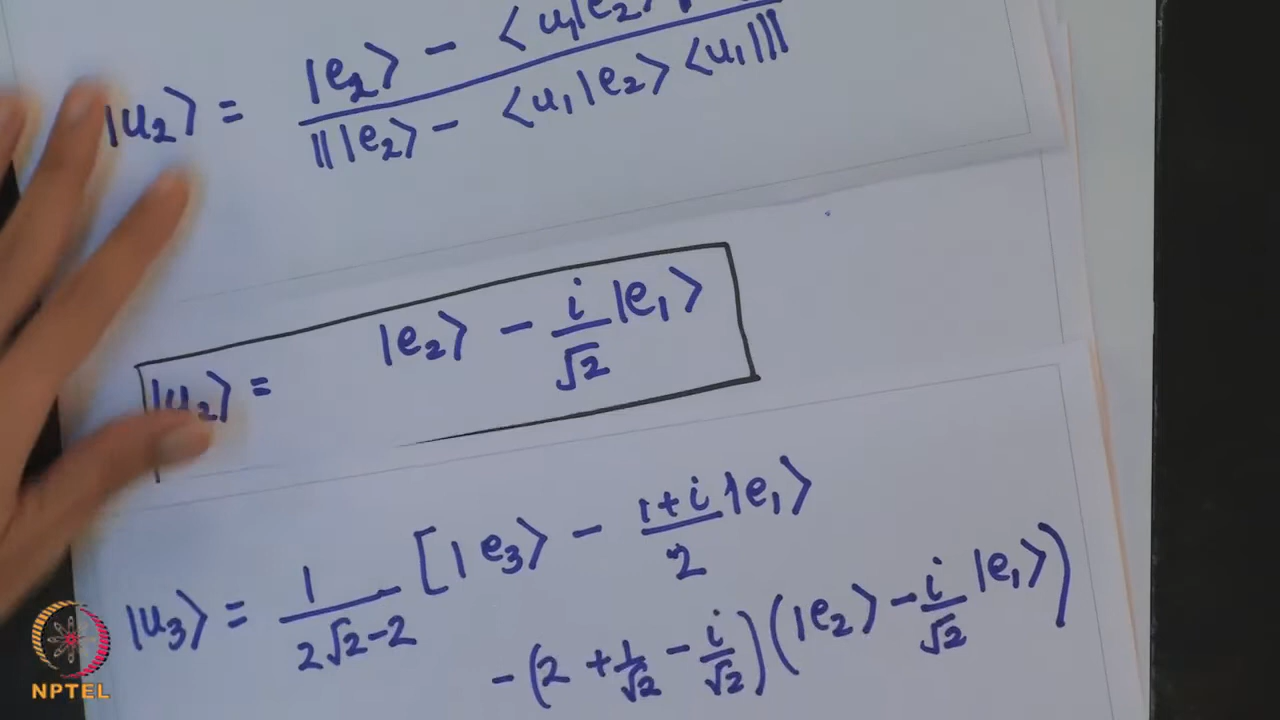 |u₂⟩ = |e₂⟩ - ⟨u₁|e₂⟩
‖|e₂⟩ - ⟨u₁|e₂⟩⟨u₁|‖
|u₂⟩ = |e₂⟩ - i/√2 |e₁⟩
|u₃⟩ = 1/(2√2-2) [|e₃⟩ - (1+i)/2 |e₁⟩
-(2 + 1/√2 - i/√2)(|e₂⟩ - i/√2 |e₁⟩)
NPTEL